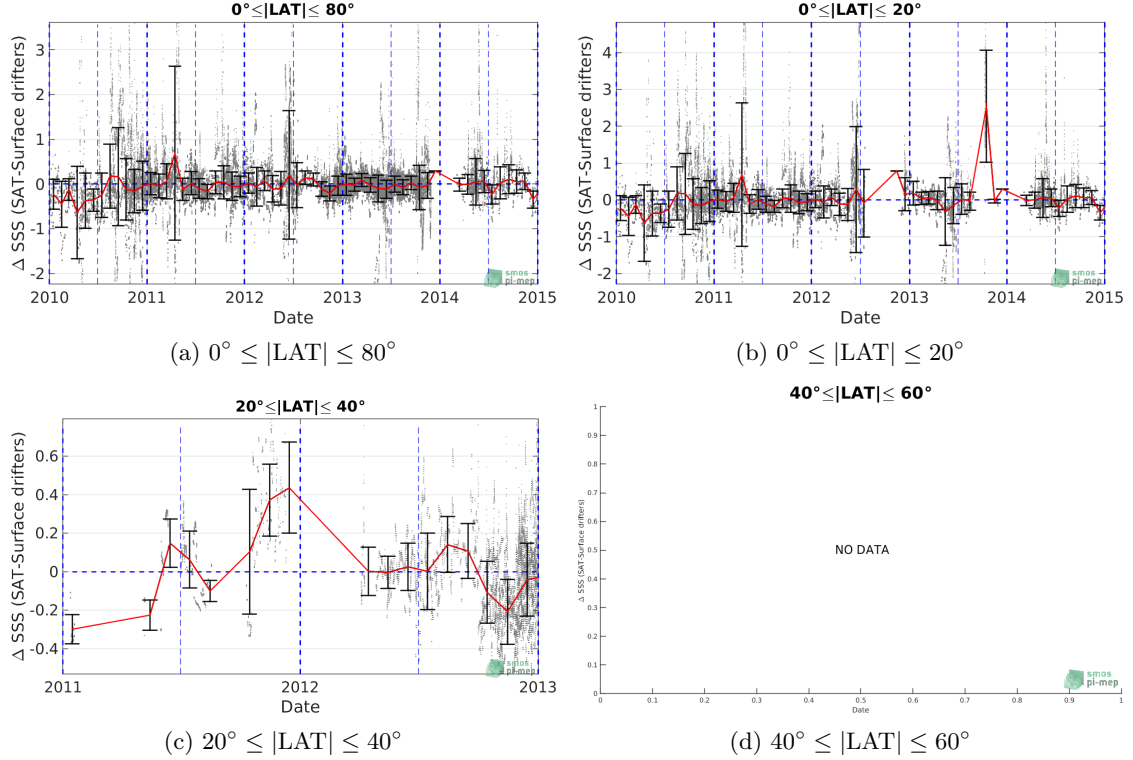 0°≤|LAT|≤ 80°
Δ SSS (SAT-Surface drifters)
3
2
1
0
-1
-2
2010
2011
2012
2013
2014
2015
Date
smos
pi-mep
(a) 0° ≤ |LAT| ≤ 80°
0°≤|LAT|≤ 20°
Δ SSS (SAT-Surface drifters)
4
3
2
1
0
-1
-2
2010
2011
2012
2013
2014
2015
Date
smos
pi-mep
(b) 0° ≤ |LAT| ≤ 20°
20°≤|LAT|≤ 40°
Δ SSS (SAT-Surface drifters)
0.6
0.4
0.2
0
-0.2
-0.4
2011
2012
2013
Date
smos
pi-mep
(c) 20° ≤ |LAT| ≤ 40°
40°≤|LAT|≤ 60°
Δ SSS (SAT-Surface drifters)
1
0.9
0.8
0.7
0.6
0.5
0.4
0.3
0.2
0.1
0
NO DATA
0
0.1
0.2
0.3
0.4
0.5
0.6
0.7
0.8
0.9
1
Date
smos
pi-mep
(d) 40° ≤ |LAT| ≤ 60°